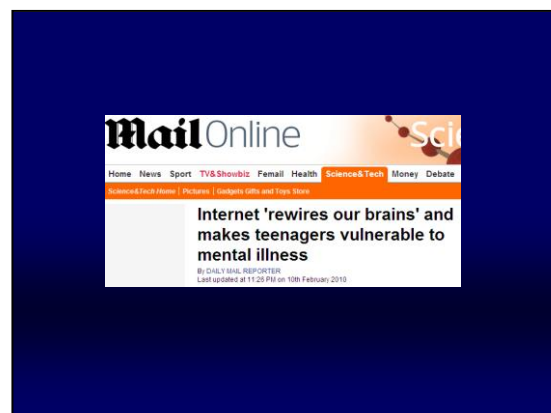 Mail Online
Scie
Home News Sport TV&Showbiz Femail Health Science&Tech Money Debate
Science&Tech Home | Pictures | Gadgets Gifts and Toys Store
Internet 'rewires our brains' and
makes teenagers vulnerable to
mental illness
By DAILY MAIL REPORTER
Last updated at 11:26 PM on 10th February 2010